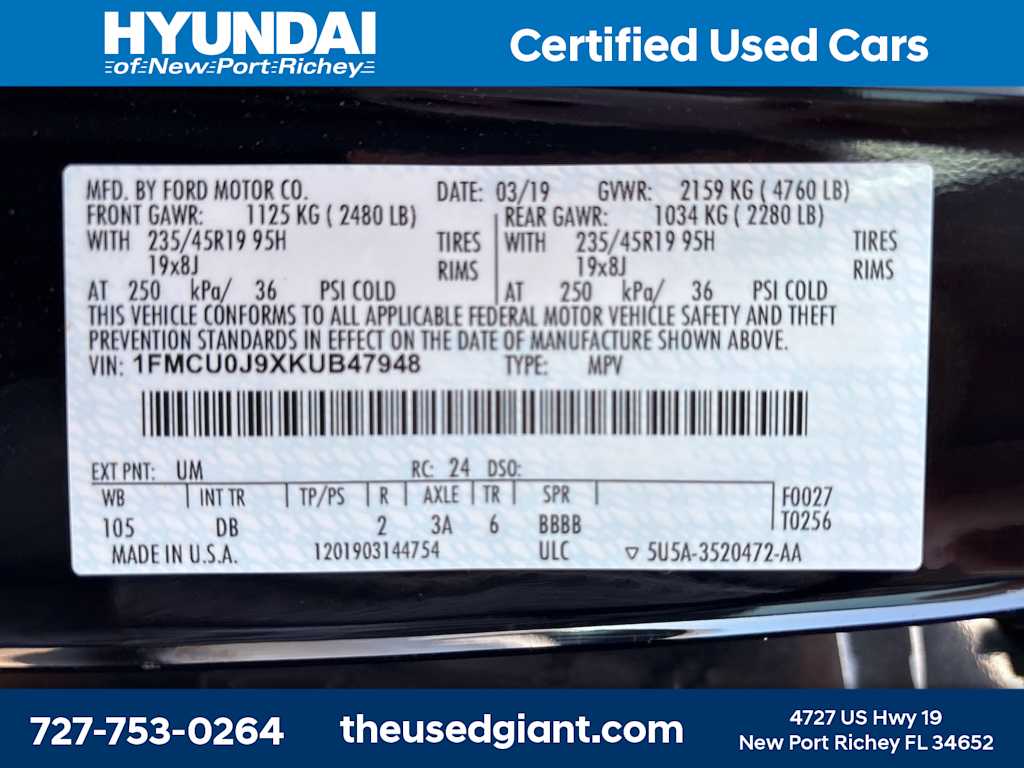 HYUNDAI
of New Port Richey
Certified Used Cars
MFD. BY FORD MOTOR CO. DATE: 03/19 GVWR: 2159 KG ( 4760 LB)
FRONT GAWR: 1125 KG ( 2480 LB) REAR GAWR: 1034 KG ( 2280 LB)
WITH 235/45R19 95H TIRES WITH 235/45R19 95H TIRES
19x8J RIMS 19x8J RIMS
AT 250 kPa/ 36 PSI COLD AT 250 kPa/ 36 PSI COLD
THIS VEHICLE CONFORMS TO ALL APPLICABLE FEDERAL MOTOR VEHICLE SAFETY AND THEFT
PREVENTION STANDARDS IN EFFECT ON THE DATE OF MANUFACTURE SHOWN ABOVE.
VIN: 1FMCU0J9XKUB47948 TYPE: MPV
EXT PNT: UM RC: 24 DSO:
WB INT TR TP/PS R AXLE TR SPR F0027
105 DB 2 3A 6 BBBB T0256
MADE IN U.S.A. 1201903144754 ULC ▽ 5U5A-3520472-AA
727-753-0264
theusedgiant.com
4727 US Hwy 19
New Port Richey FL 34652